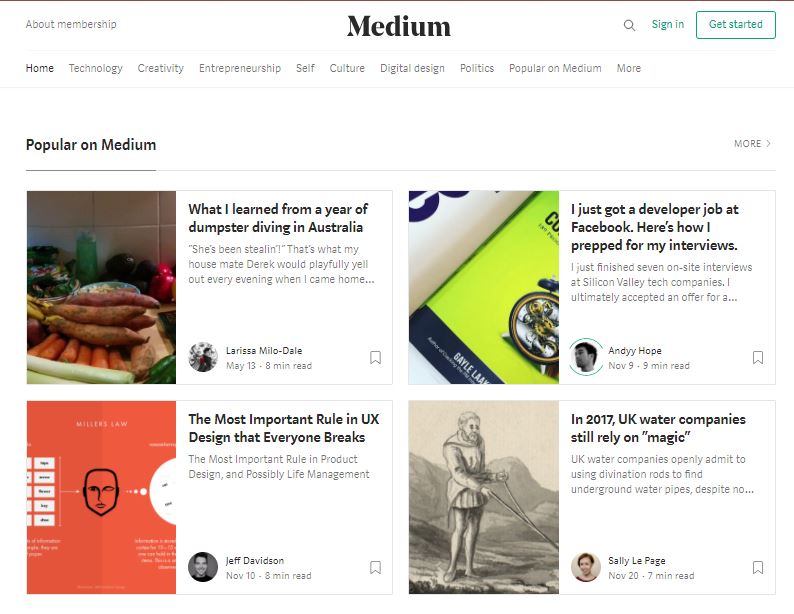 About membership
Medium
Sign in
Get started
Home Technology Creativity Entrepreneurship Self Culture Digital design Politics Popular on Medium More
Popular on Medium
MORE
What I learned from a year of
dumpster diving in Australia
"She's been stealin'!" That's what my
house mate Derek would playfully yell
out every evening when I came home...
Larissa Milo-Dale
May 13 · 8 min read
I just got a developer job at
Facebook. Here's how I
prepped for my interviews.
I just finished seven on-site interviews
at Silicon Valley tech companies. I
ultimately accepted an offer for a...
Andyy Hope
Nov 9 · 9 min read
GAYLE LAAK
MILLERS LAW
The Most Important Rule in UX
Design that Everyone Breaks
The Most Important Rule in Product
Design, and Possibly Life Management
Jeff Davidson
Nov 10 · 8 min read
In 2017, UK water companies
still rely on "magic"
UK water companies openly admit to
using divination rods to find
underground water pipes, despite no...
Sally Le Page
Nov 20 · 7 min read